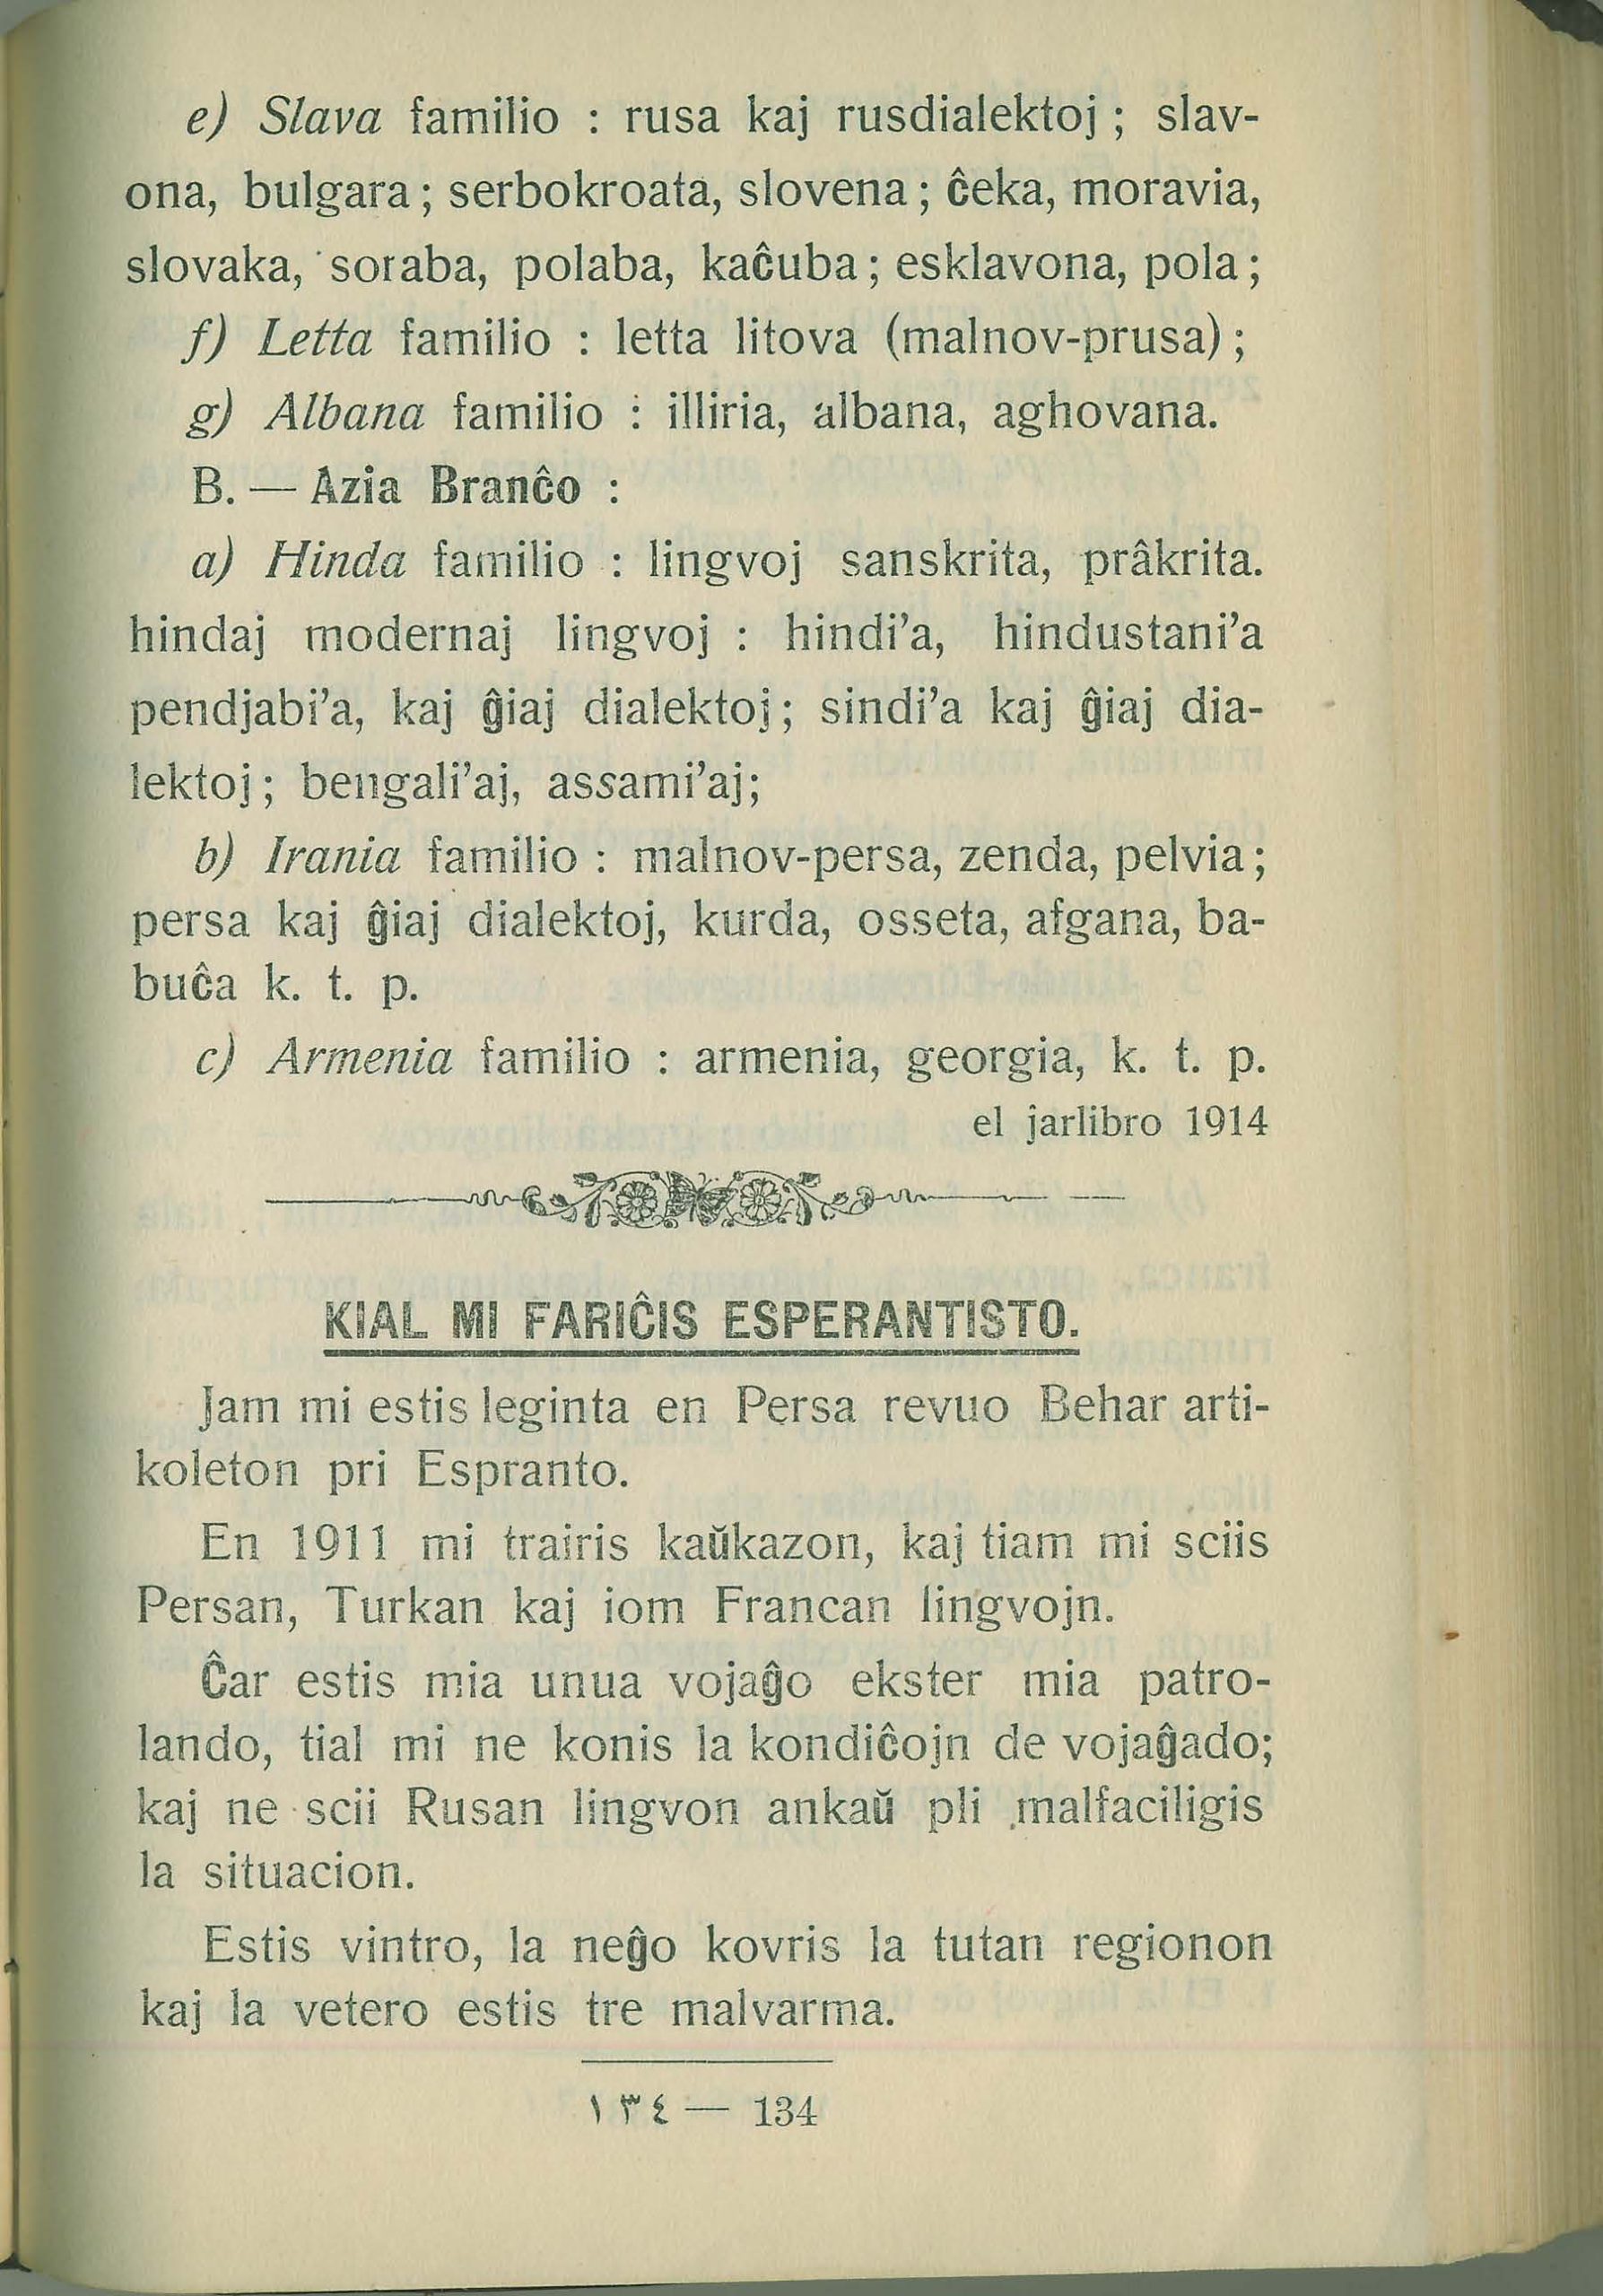 e) Slava familio : rusa kaj rusdialektoj ; slav-
ona, bulgara ; serbokroata, slovena ; ĉeka, moravia,
slovaka, soraba, polaba, kaĉuba ; esklavona, pola ;
f) Letta familio : letta litova (malnov-prusa) ;
g) Albana familio : illiria, albana, aghovana.
B. — Azia Branĉo :
a) Hinda familio : lingvoj sanskrita, prâkrita.
hindaj modernaj lingvoj : hindi’a, hindustani’a
pendjabi’a, kaj ĝiaj dialektoj ; sindi’a kaj ĝiaj dia-
lektoj ; bengali’aj, assami’aj;
b) Irania familio : malnov-persa, zenda, pelvia ;
persa kaj ĝiaj dialektoj, kurda, osseta, afgana, ba-
buĉa k. t. p.
c) Armenia familio : armenia, georgia, k. t. p.
el ĵarlibro 1914
KIAL MI FARIĈIS ESPERANTISTO.
Jam mi estis leginta en Persa revuo Behar arti-
koleton pri Espranto.
En 1911 mi trairis kaŭkazon, kaj tiam mi sciis
Persan, Turkan kaj iom Francan lingvojn.
Ĉar estis mia unua vojaĝo ekster mia patro-
lando, tial mi ne konis la kondiĉojn de vojaĝado;
kaj ne scii Rusan lingvon ankaŭ pli malfaciligis
la situacion.
Estis vintro, la neĝo kovris la tutan regionon
kaj la vetero estis tre malvarma.
١٣٤ — 134